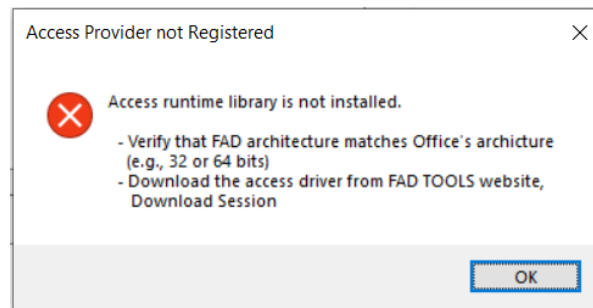 Access Provider not Registered
Access runtime library is not installed.
- Verify that FAD architecture matches Office's archicture
(e.g., 32 or 64 bits)
- Download the access driver from FAD TOOLS website,
Download Session
OK